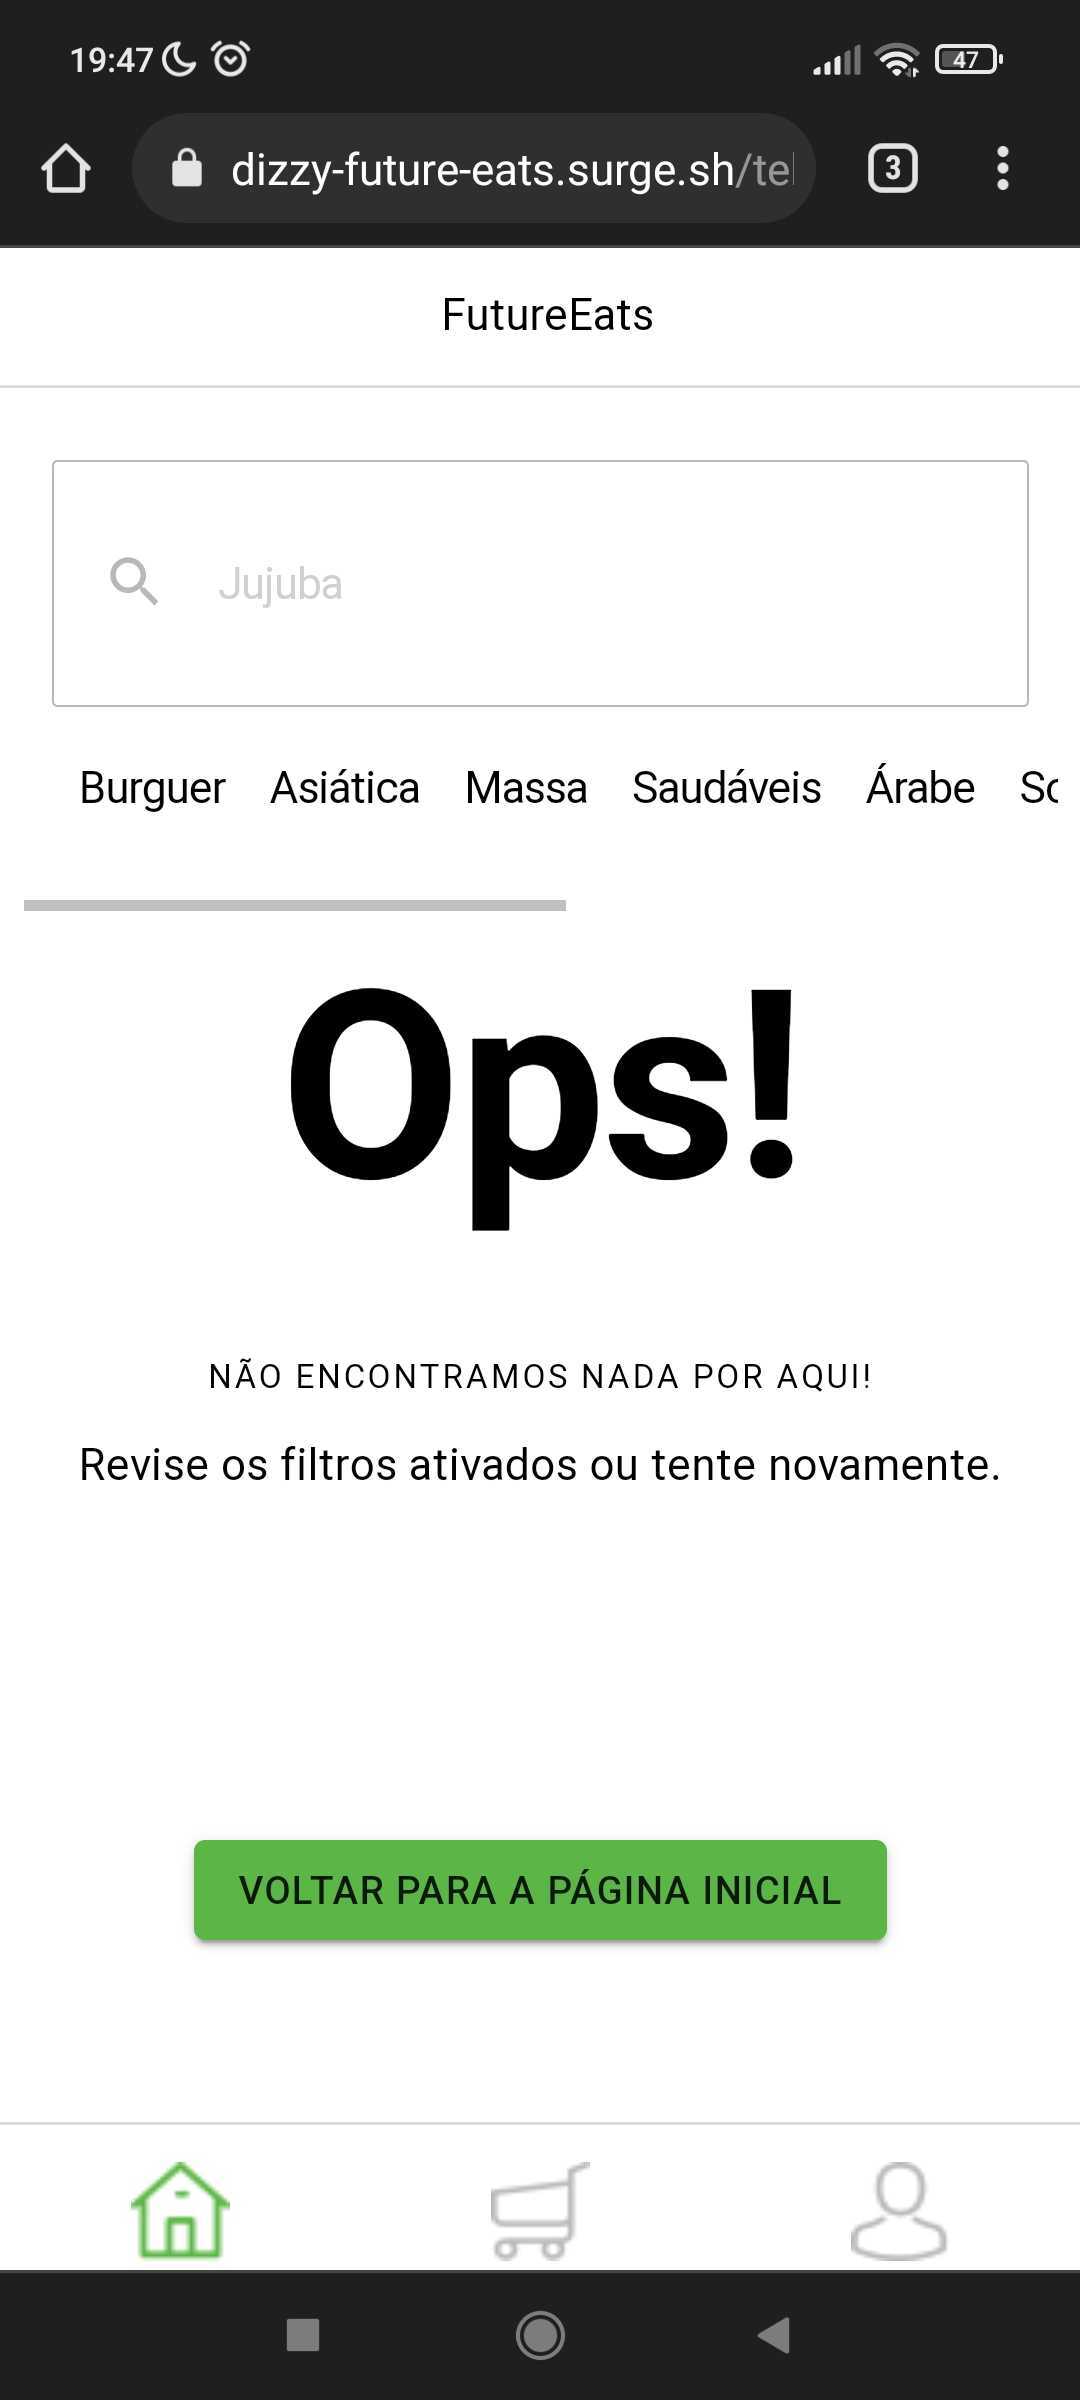 19:47
47
dizzy-future-eats.surge.sh/te
3
FutureEats
Jujuba
Burguer Asiática Massa Saudáveis Árabe
Ops!
NÃO ENCONTRAMOS NADA POR AQUI!
Revise os filtros ativados ou tente novamente.
VOLTAR PARA A PÁGINA INICIAL